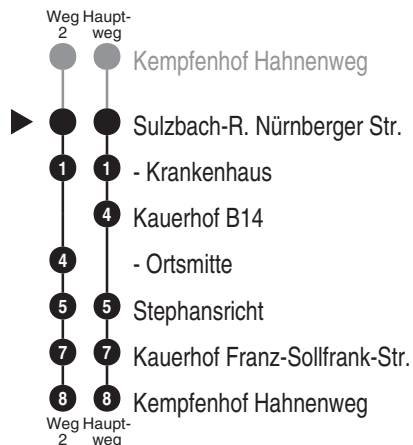 Weg Haupt-
2 weg
Kempfenhof Hahnenweg
Sulzbach-R. Nürnberger Str.
1 1 - Krankenhaus
4 Kauerhof B14
4 - Ortsmitte
5 5 Stephansricht
7 7 Kauerhof Franz-Sollfrank-Str.
8 8 Kempfenhof Hahnenweg
Weg Haupt-
2 weg